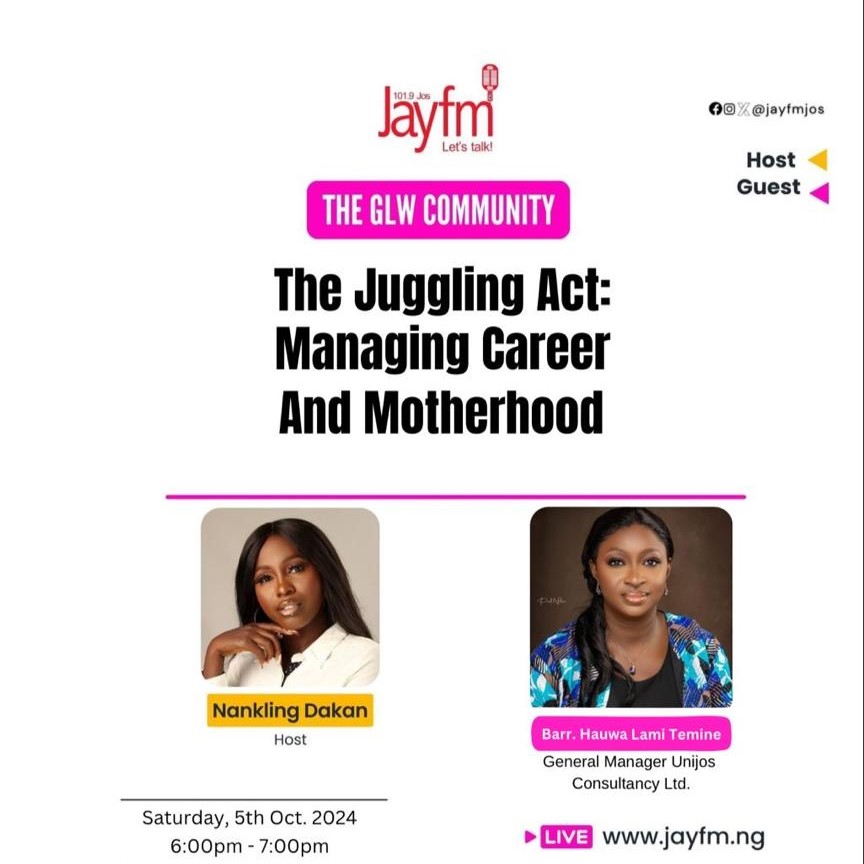 101.9 Jos
Jayfm
Let's talk!
@jayfmjos
Host
Guest
THE GLW COMMUNITY
The Juggling Act:
Managing Career
And Motherhood
Nankling Dakan
Host
Barr. Hauwa Lami Temine
General Manager Unijos
Consultancy Ltd.
Saturday, 5th Oct. 2024
6:00pm - 7:00pm
LIVE www.jayfm.ng